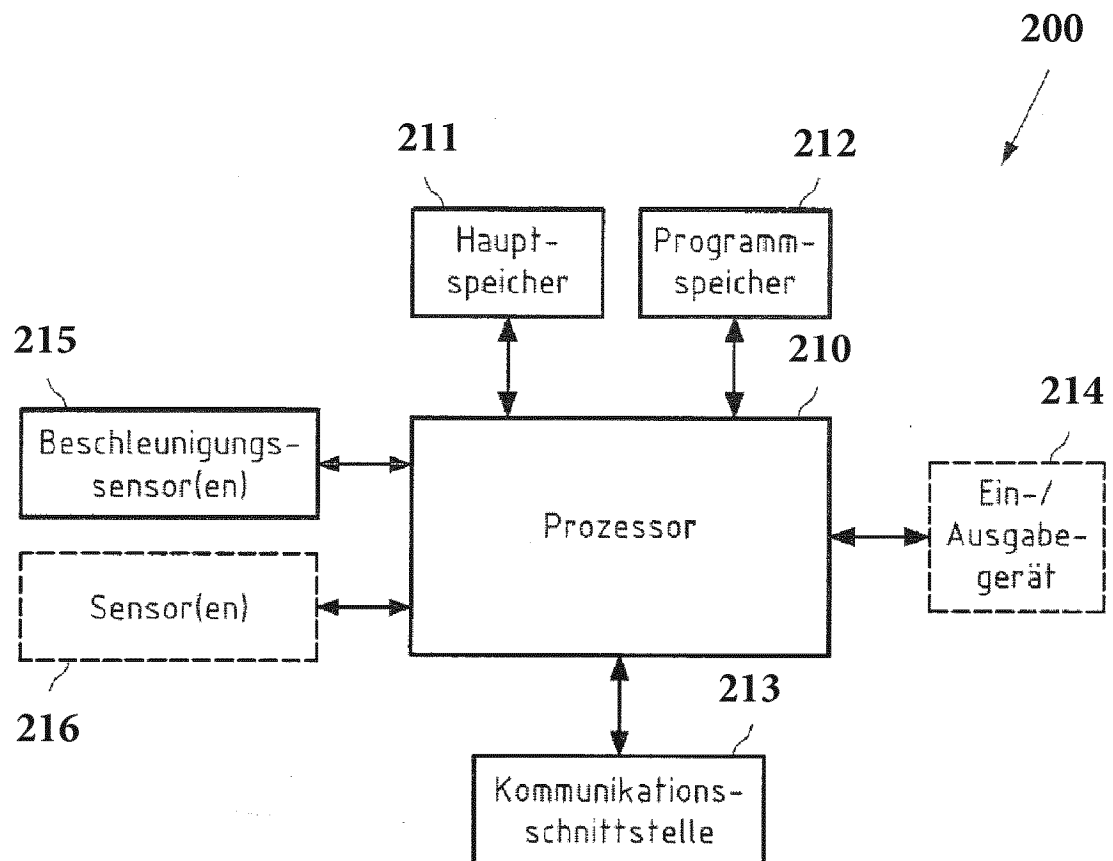 200
211
212
Haupt-
speicher
Programm-
speicher
215
210
214
Beschleunigungs-
sensor(en)
Prozessor
Ein-/
Ausgabe-
gerät
Sensor(en)
216
213
Kommunikations-
schnittstelle